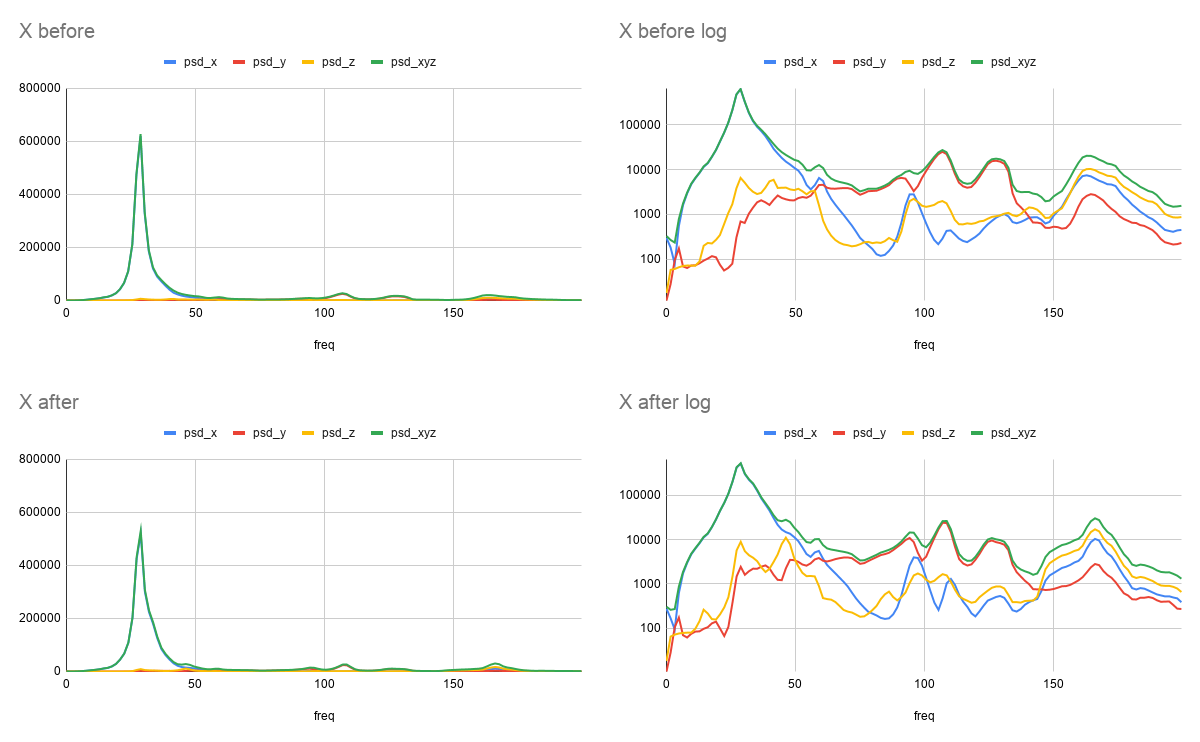 X before
psd_x psd_y psd_z psd_xyz
800000
600000
400000
200000
0
0 50 100 150
freq
X before log
psd_x psd_y psd_z psd_xyz
100000
10000
1000
100
0 50 100 150
freq
X after
psd_x psd_y psd_z psd_xyz
800000
600000
400000
200000
0
0 50 100 150
freq
X after log
psd_x psd_y psd_z psd_xyz
100000
10000
1000
100
0 50 100 150
freq